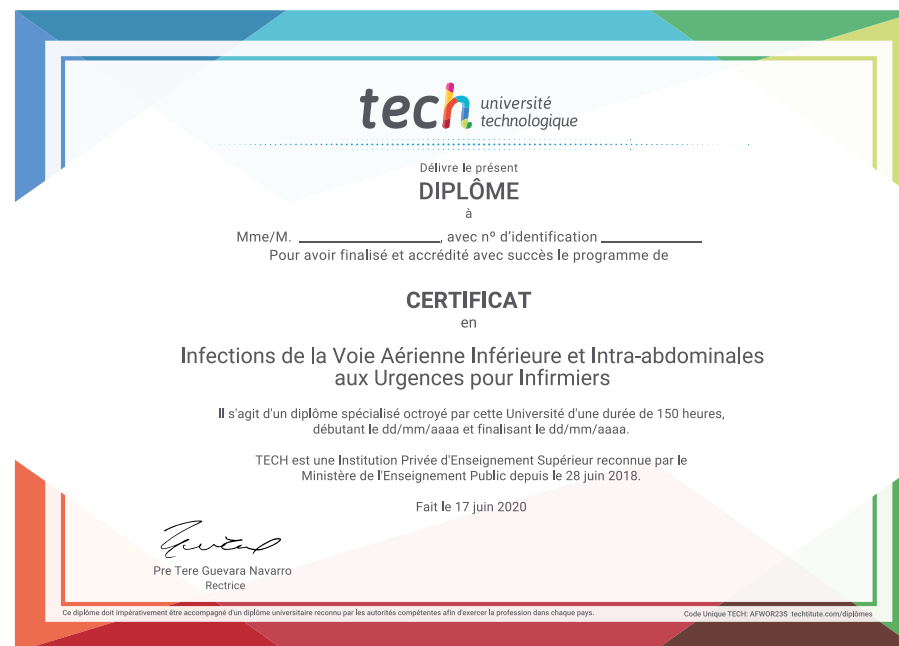 tech université
technologique
Délivre le présent
DIPLÔME
à
Mme/M. ____________, avec nº d'identification ____________
Pour avoir finalisé et accrédité avec succès le programme de
CERTIFICAT
en
Infections de la Voie Aérienne Inférieure et Intra-abdominales
aux Urgences pour Infirmiers
Il s'agit d'un diplôme spécialisé octroyé par cette Université d'une durée de 150 heures,
débutant le dd/mm/aaaa et finalisant le dd/mm/aaaa.
TECH est une Institution Privée d'Enseignement Supérieur reconnue par le
Ministère de l'Enseignement Public depuis le 28 juin 2018.
Fait le 17 juin 2020
Pre Tere Guevara Navarro
Rectrice
Ce diplôme doit impérativement être accompagné d'un diplôme universitaire reconnu par les autorités compétentes afin d'exercer la profession dans chaque pays.
Code Unique TECH: AFWOR23S techtitute.com/diplômes